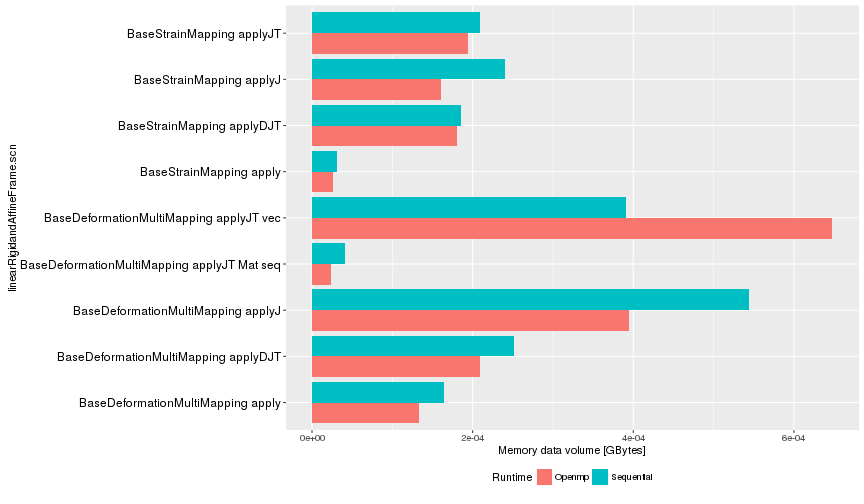 BaseStrainMapping applyJT
BaseStrainMapping applyJ
BaseStrainMapping applyDJT
BaseStrainMapping apply
BaseDeformationMultiMapping applyJT vec
BaseDeformationMultiMapping applyJT Mat seq
BaseDeformationMultiMapping applyJ
BaseDeformationMultiMapping applyDJT
BaseDeformationMultiMapping apply
linearRigidandAffineFrame.scn
0e+00 2e-04 4e-04 6e-04
Memory data volume [GBytes]
Runtime Openmp Sequential